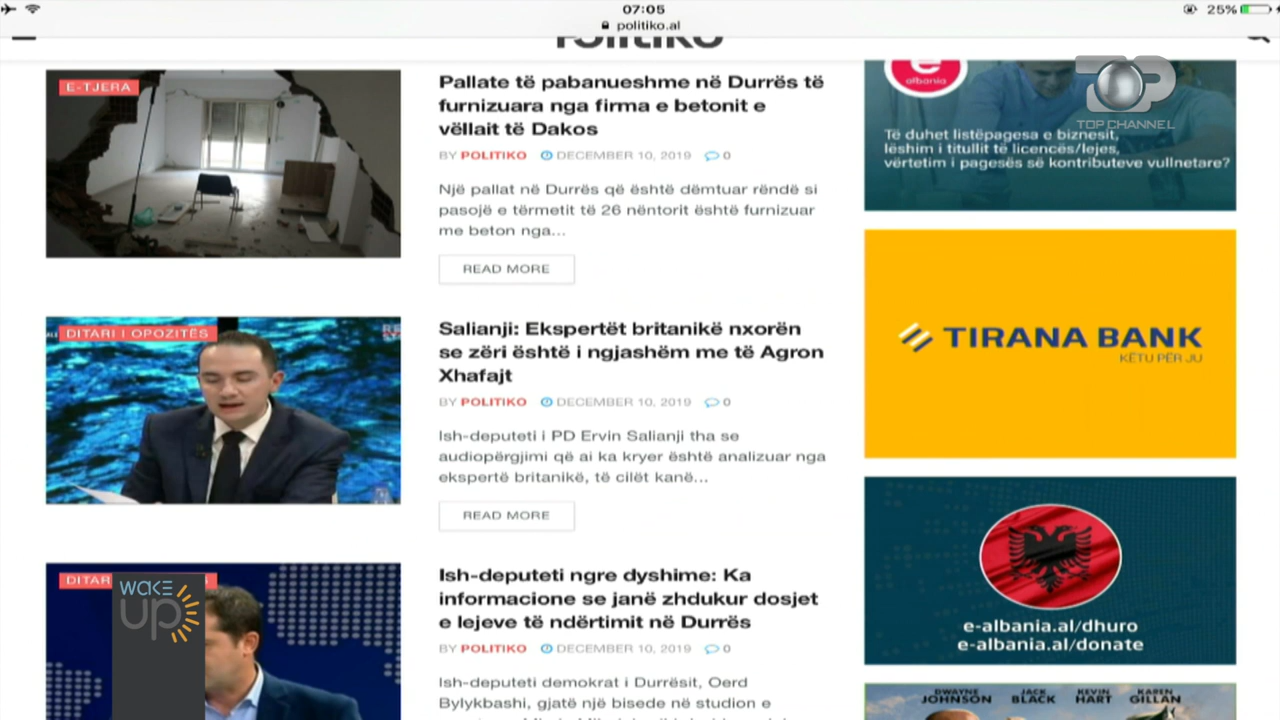 07:05
25%
politiko.al
Politiko
E-TJERA
Pallate të pabanueshme në Durrës të
furnizuara nga firma e betonit e
vëllait të Dakos
BY POLITIKO DECEMBER 10, 2019 0
Një pallat në Durrës që është dëmtuar rëndë si
pasojë e tërmetit të 26 nëntorit është furnizuar
me beton nga...
READ MORE
DITARI I OPOZITËS
Salianji: Ekspertët britanikë nxorën
se zëri është i ngjashëm me të Agron
Xhafajt
BY POLITIKO DECEMBER 10, 2019 0
Ish-deputeti i PD Ervin Salianji tha se
audiopërgjimi që ai ka kryer është analizuar nga
ekspertë britanikë, të cilët kanë...
READ MORE
DITAR
WAKE
UP
Ish-deputeti ngre dyshime: Ka
informacione se janë zhdukur dosjet
e lejeve të ndërtimit në Durrës
BY POLITIKO DECEMBER 10, 2019 0
Ish-deputeti demokrat i Durrësit, Oerd
Bylykbashi, gjatë një bisede në studion e
e
albania
TOP
TOP CHANNEL
Të duhet listëpagesa e biznesit,
lëshim i titullit të licencës/lejes,
vërtetim i pagesës së kontributeve vullnetare?
TIRANA BANK
KËTU PËR JU
e-albania.al/dhuro
e-albania.al/donate
DWAYNE JOHNSON JACK BLACK KEVIN HART KAREN GILLAN